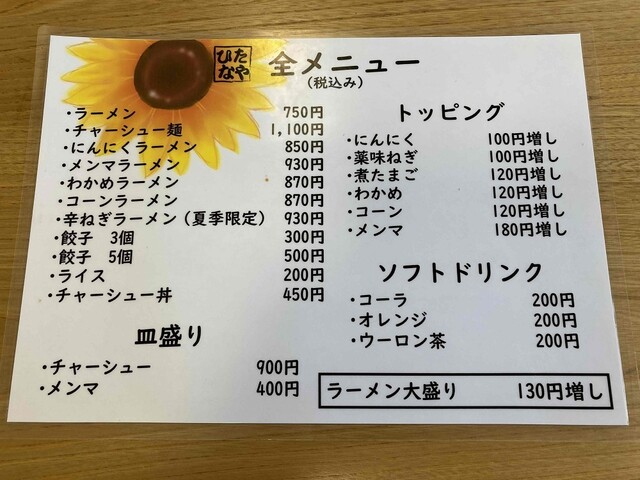 ひなたや
全メニュー
(税込み)
・ラーメン 750円
・チャーシュー麺 1,100円
・にんにくラーメン 850円
・メンマラーメン 930円
・わかめラーメン 870円
・コーンラーメン 870円
・辛ねぎラーメン(夏季限定) 930円
・餃子 3個 300円
・餃子 5個 500円
・ライス 200円
・チャーシュー丼 450円
皿盛り
・チャーシュー 900円
・メンマ 400円
トッピング
・にんにく 100円増し
・薬味ねぎ 100円増し
・煮たまご 120円増し
・わかめ 120円増し
・コーン 120円増し
・メンマ 180円増し
ソフトドリンク
・コーラ 200円
・オレンジ 200円
・ウーロン茶 200円
ラーメン大盛り 130円増し